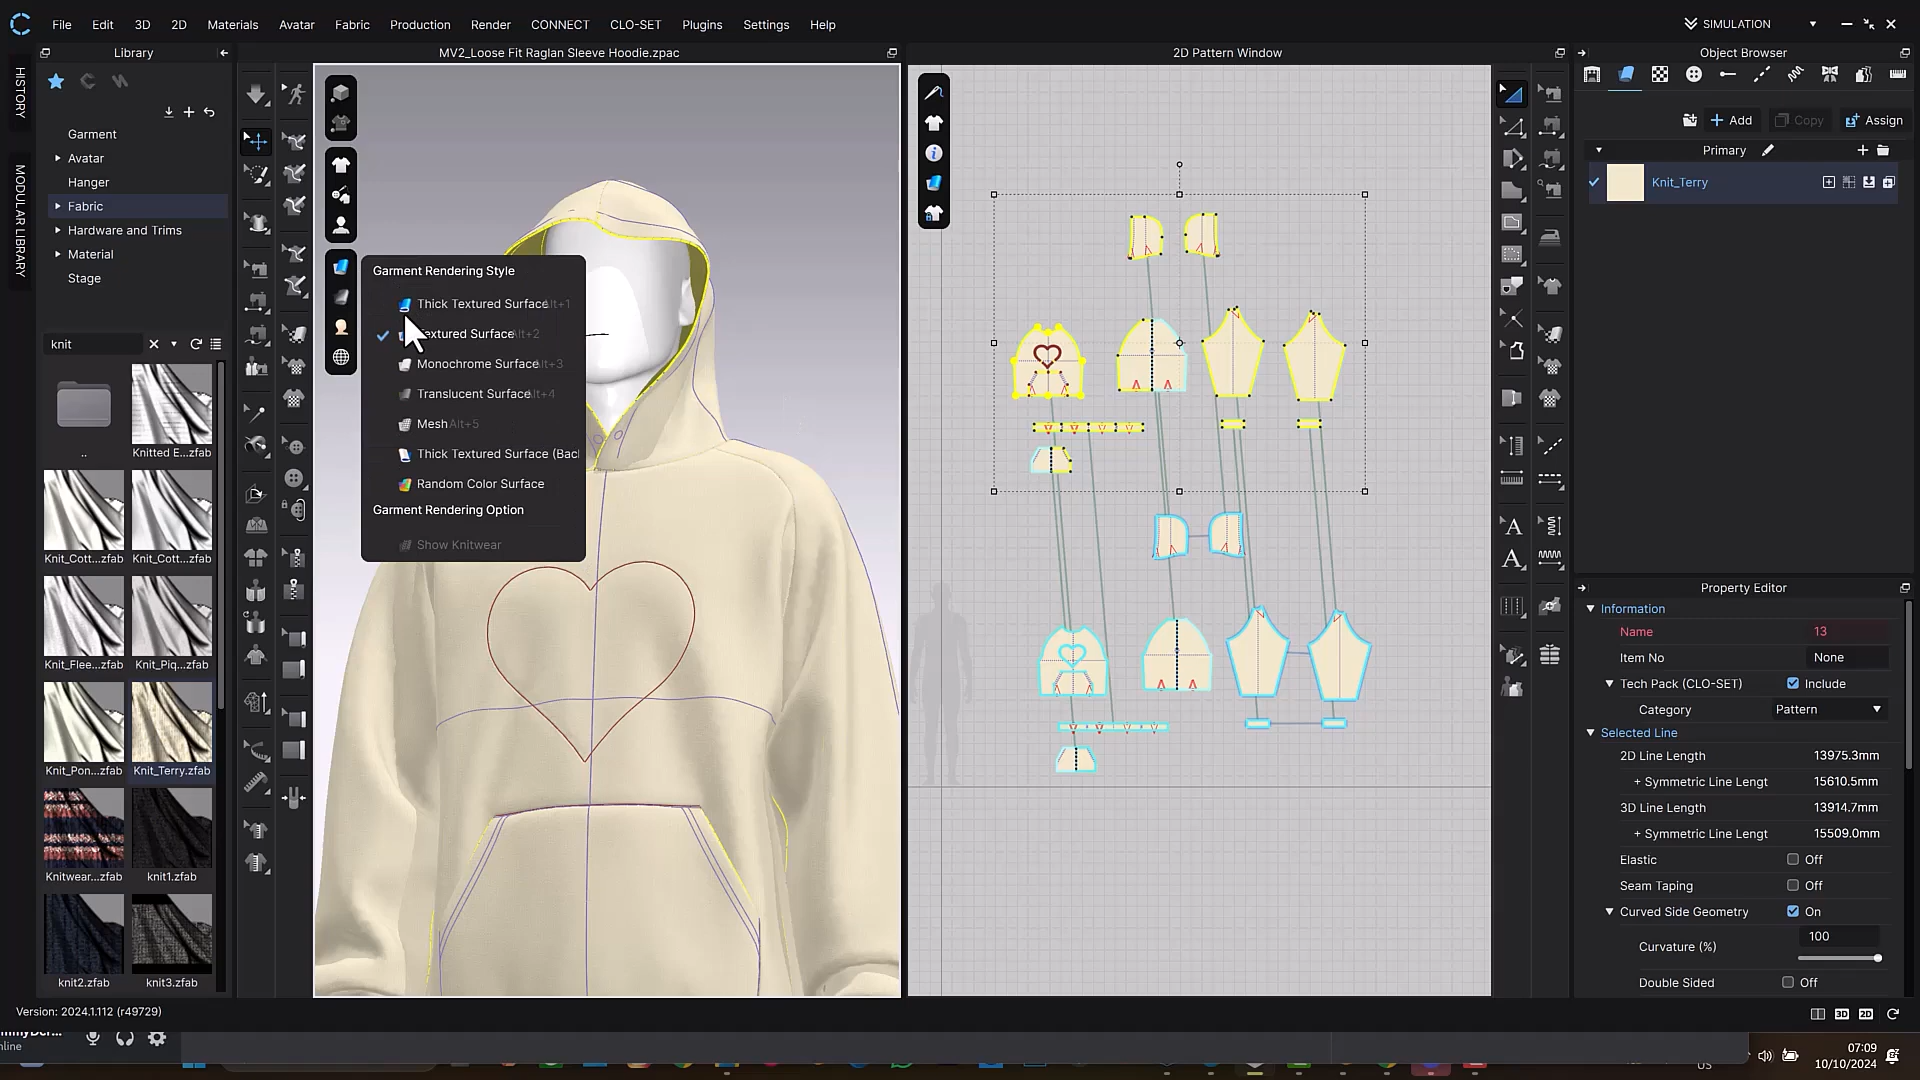 File Edit 3D 2D Materials Avatar Fabric Production Render CONNECT CLO-SET Plugins Settings Help
SIMULATION
Library
MV2_Loose Fit Raglan Sleeve Hoodie.zpac
2D Pattern Window
Object Browser
HISTORY
MODULAR LIBRARY
Garment
Avatar
Hanger
Fabric
Hardware and Trims
Material
Stage
knit
..
Knitted E...zfab
Knit_Cott...zfab
Knit_Cott...zfab
Knit_Flee...zfab
Knit_Piq...zfab
Knit_Pon...zfab
Knit_Terry.zfab
Knitwear...zfab
knit1.zfab
knit2.zfab
knit3.zfab
Garment Rendering Style
Thick Textured Surface Alt+1
Textured Surface Alt+2
Monochrome Surface Alt+3
Translucent Surface Alt+4
Mesh Alt+5
Thick Textured Surface (Bac
Random Color Surface
Garment Rendering Option
Show Knitwear
Add
Copy
Assign
Primary
Knit_Terry
Property Editor
Information
Name 13
Item No None
Tech Pack (CLO-SET) Include
Category Pattern
Selected Line
2D Line Length 13975.3mm
+ Symmetric Line Lengt 15610.5mm
3D Line Length 13914.7mm
+ Symmetric Line Lengt 15509.0mm
Elastic Off
Seam Taping Off
Curved Side Geometry On
Curvature (%) 100
Double Sided Off
Version: 2024.1.112 (r49729)
3D
2D
nline
US
07:09
10/10/2024